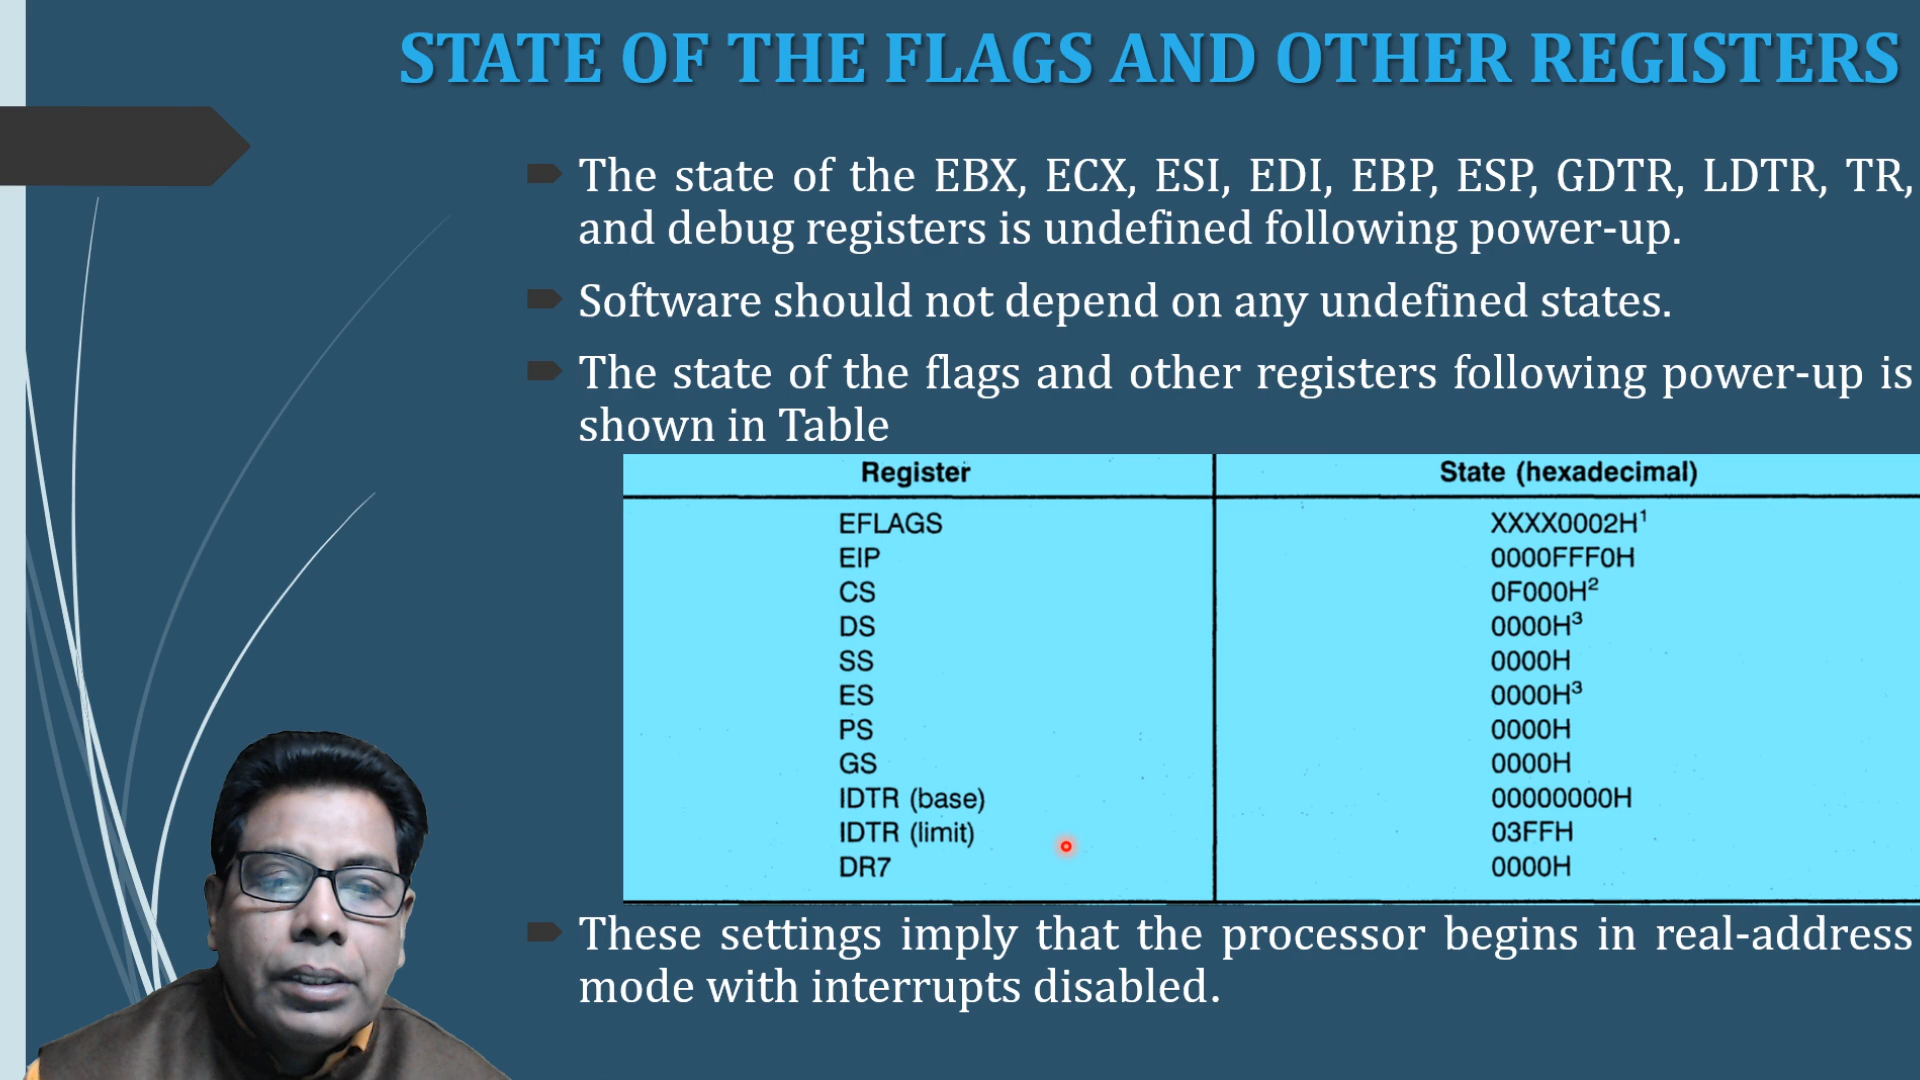 STATE OF THE FLAGS AND OTHER REGISTERS
The state of the EBX, ECX, ESI, EDI, EBP, ESP, GDTR, LDTR, TR,
and debug registers is undefined following power-up.
Software should not depend on any undefined states.
The state of the flags and other registers following power-up is
shown in Table
Register State (hexadecimal)
EFLAGS XXXX0002H¹
EIP 0000FFF0H
CS 0F000H²
DS 0000H³
SS 0000H
ES 0000H³
PS 0000H
GS 0000H
IDTR (base) 00000000H
IDTR (limit) 03FFH
DR7 0000H
These settings imply that the processor begins in real-address
mode with interrupts disabled.